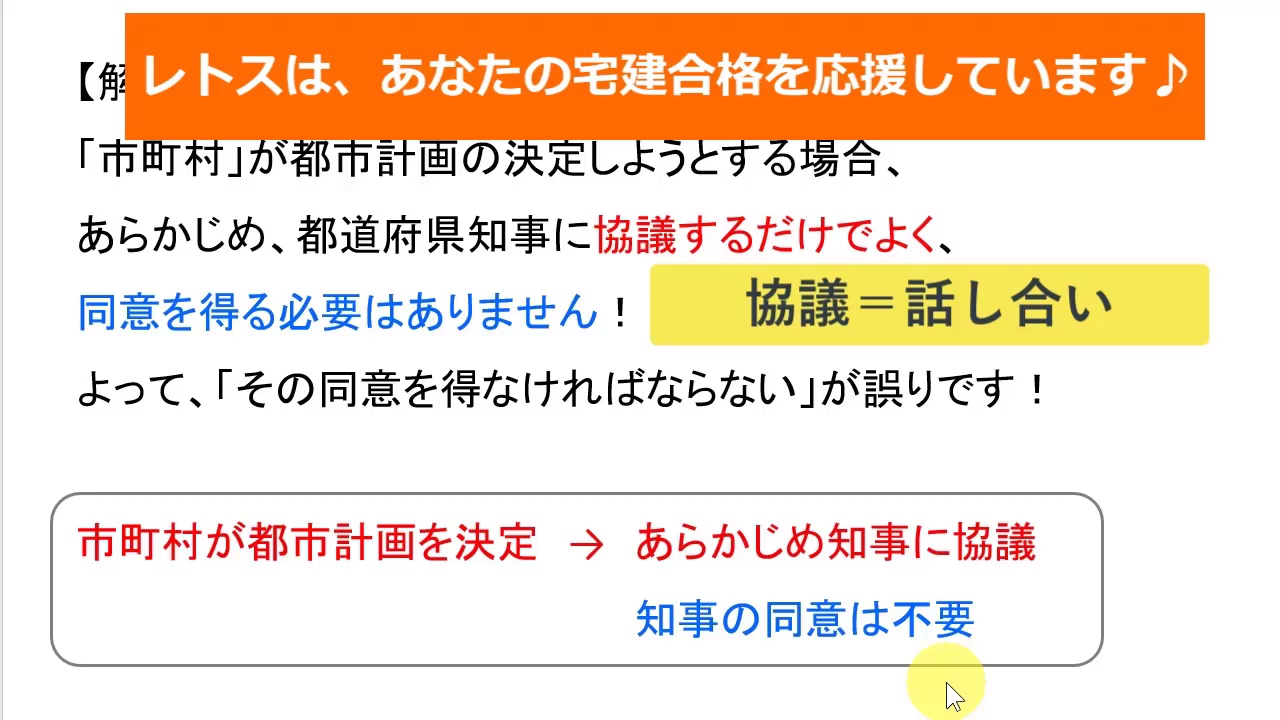 レトスは、あなたの宅建合格を応援しています♪
【解
「市町村」が都市計画の決定しようとする場合、
あらかじめ、都道府県知事に協議するだけでよく、
同意を得る必要はありません！
協議＝話し合い
よって、「その同意を得なければならない」が誤りです！
市町村が都市計画を決定 → あらかじめ知事に協議
知事の同意は不要